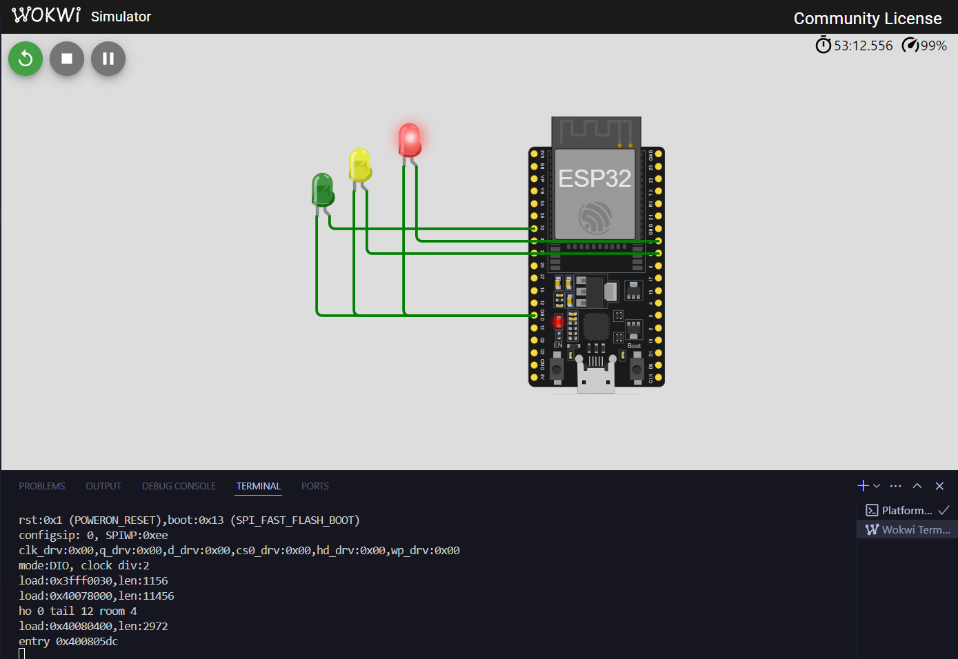 WOKWi Simulator
Community License
53:12.556 99%
ESP32
EN
Boot
PROBLEMS OUTPUT DEBUG CONSOLE TERMINAL PORTS
Platform...
Wokwi Term...
rst:0x1 (POWERON_RESET),boot:0x13 (SPI_FAST_FLASH_BOOT)
configsip: 0, SPIWP:0xee
clk_drv:0x00,q_drv:0x00,d_drv:0x00,cs0_drv:0x00,hd_drv:0x00,wp_drv:0x00
mode:DIO, clock div:2
load:0x3fff0030,len:1156
load:0x40078000,len:11456
ho 0 tail 12 room 4
load:0x40080400,len:2972
entry 0x400805dc